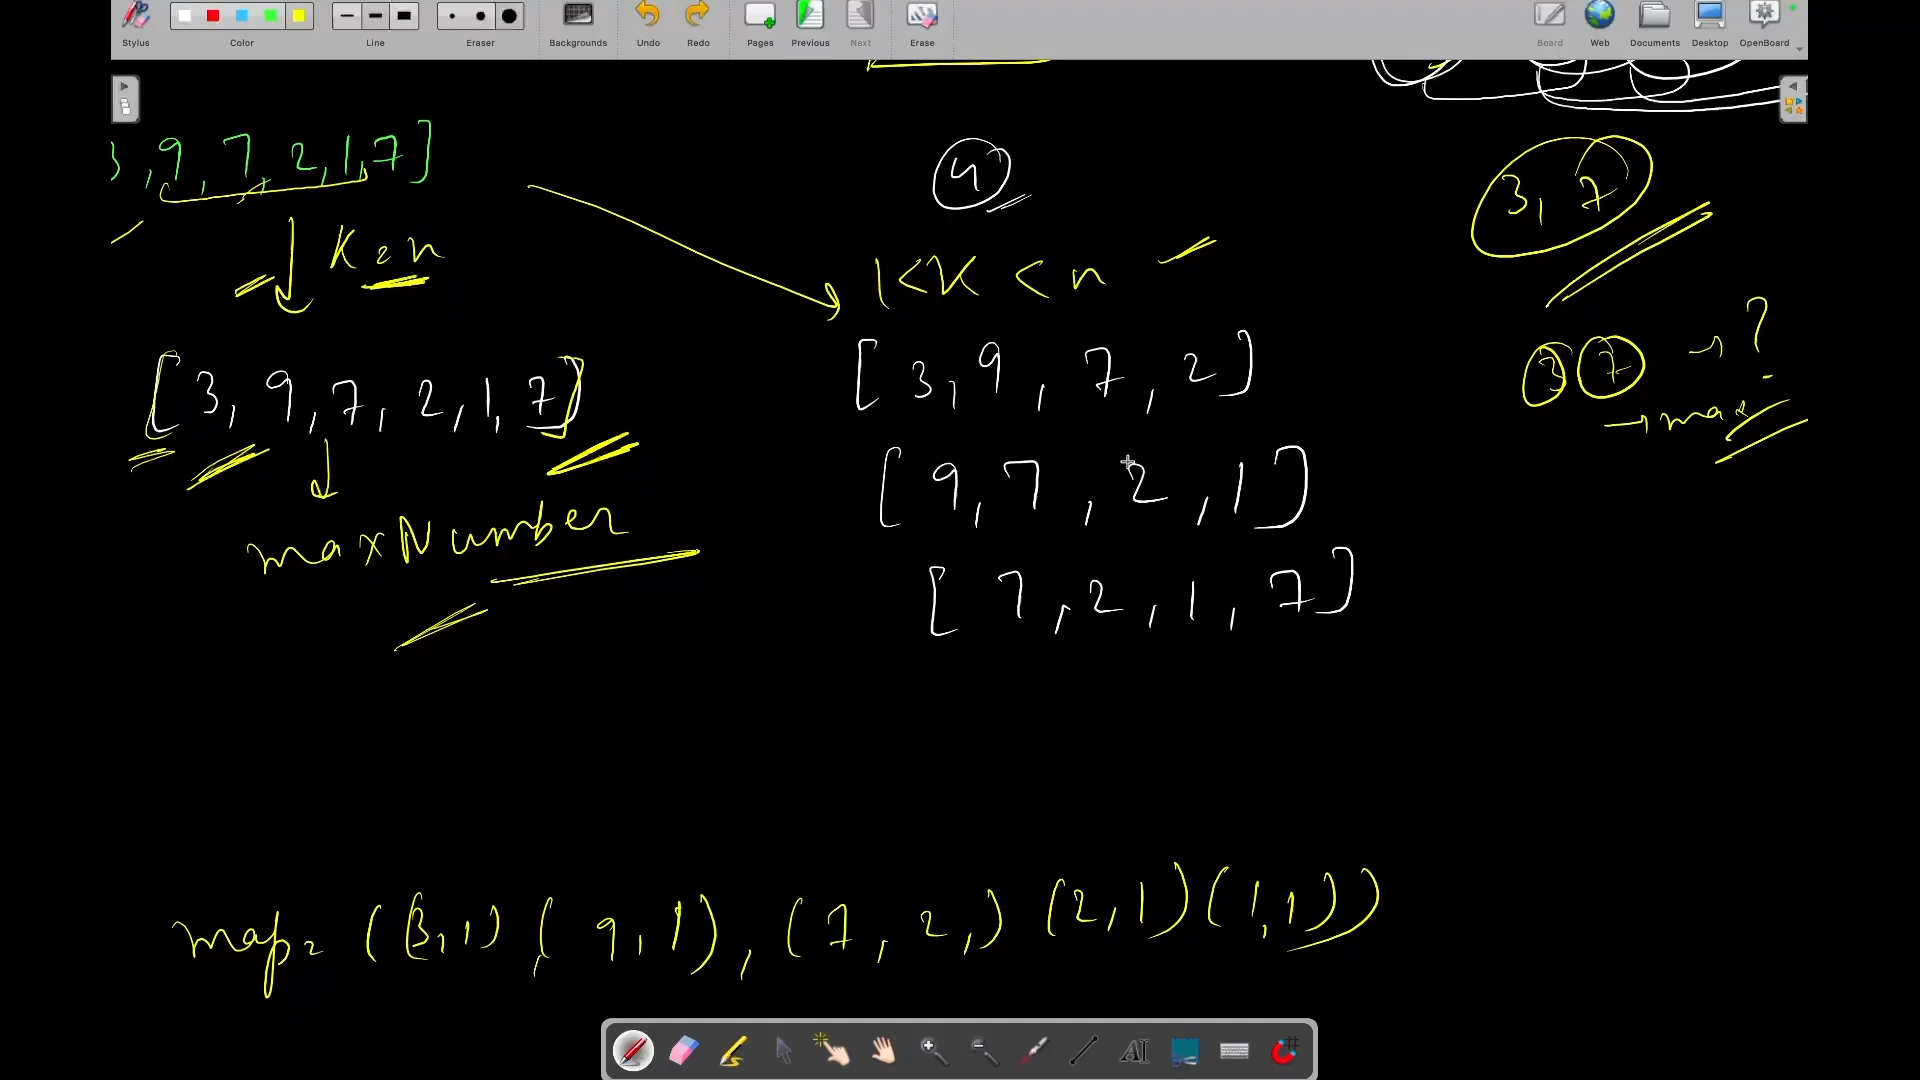 Stylus Color Line Eraser Backgrounds Undo Redo Pages Previous Next Erase Board Web Documents Desktop OpenBoard
3, 9, 7, 2, 1, 7]
K = n
[3, 9, 7, 2, 1, 7]
maxNumber
4
1 < K < n
[3, 9, 7, 2]
[9, 7, 2, 1]
[7, 2, 1, 7]
3, 7
3 7 → ?
→ max
map = ((3, 1), (9, 1), (7, 2,) (2, 1) (1, 1))